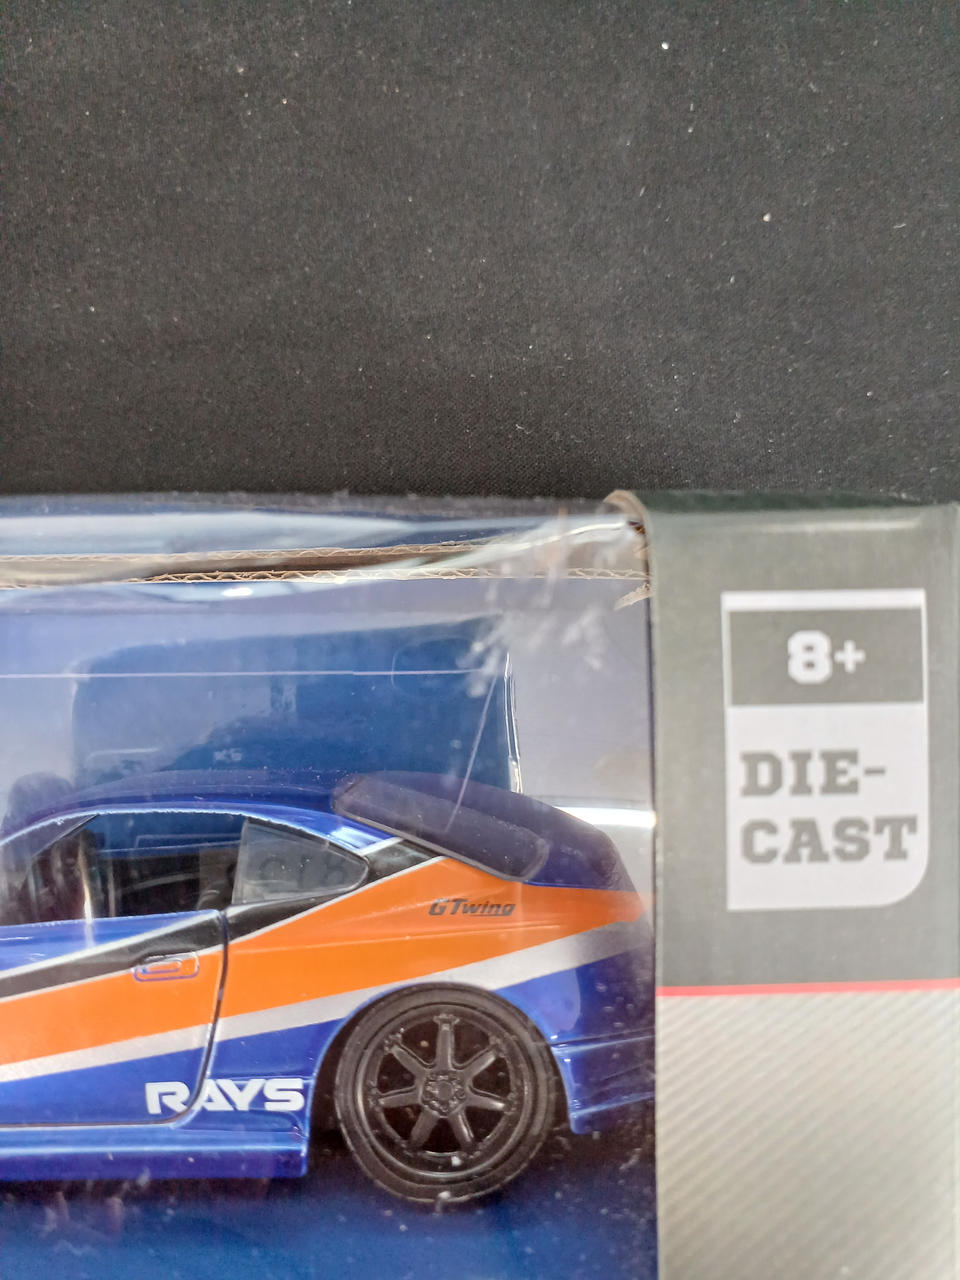 8+
DIE-
CAST
GTwing
RAYS